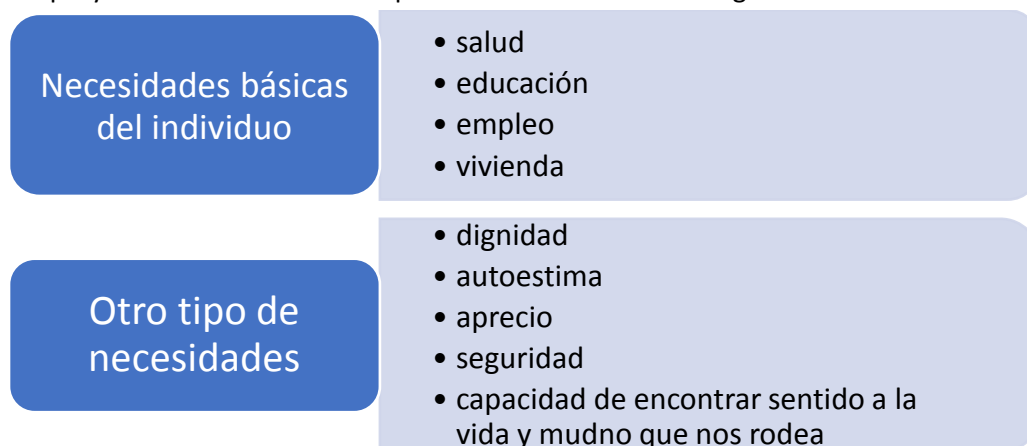 Necesidades básicas
del individuo
• salud
• educación
• empleo
• vivienda
Otro tipo de
necesidades
• dignidad
• autoestima
• aprecio
• seguridad
• capacidad de encontrar sentido a la
vida y mudno que nos rodea